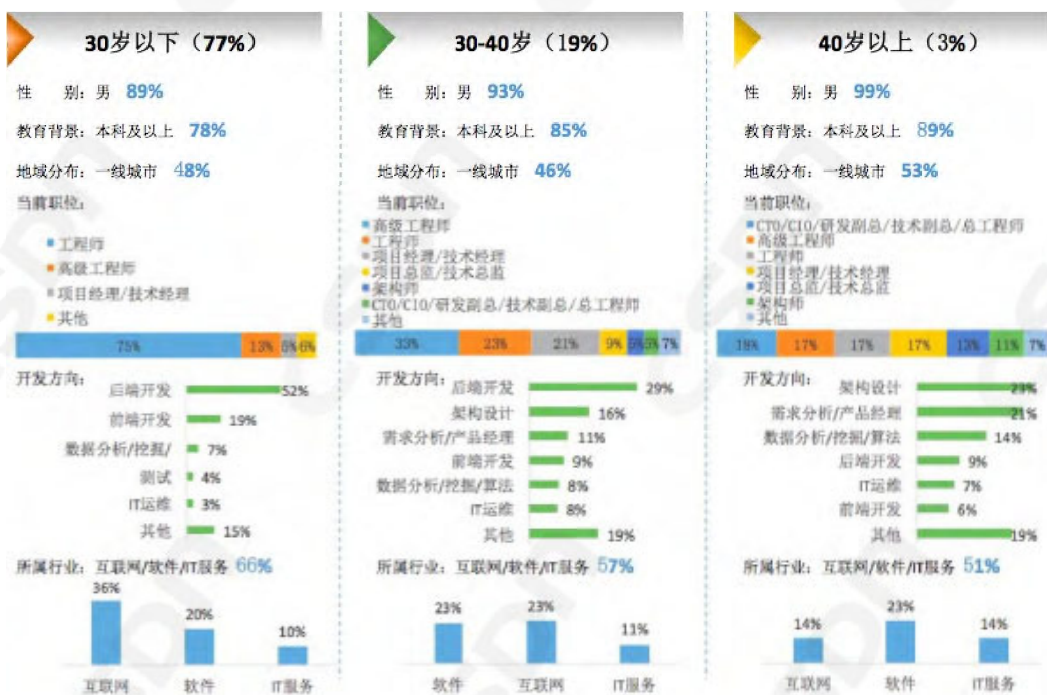 30岁以下（77%）
性 别：男 89%
教育背景：本科及以上 78%
地域分布：一线城市 48%
当前职位：
工程师
高级工程师
项目经理/技术经理
其他
75% 13% 6% 6%
开发方向：
后端开发 52%
前端开发 19%
数据分析/挖掘/ 7%
测试 4%
IT运维 3%
其他 15%
所属行业：互联网/软件/IT服务 66%
36% 20% 10%
互联网 软件 IT服务
30-40岁（19%）
性 别：男 93%
教育背景：本科及以上 85%
地域分布：一线城市 46%
当前职位：
高级工程师
工程师
项目经理/技术经理
项目总监/技术总监
架构师
CTO/CIO/研发副总/技术副总/总工程师
其他
33% 23% 21% 9% 7%
开发方向：
后端开发 29%
架构设计 16%
需求分析/产品经理 11%
前端开发 9%
数据分析/挖掘/算法 8%
IT运维 8%
其他 19%
所属行业：互联网/软件/IT服务 57%
23% 23% 11%
软件 互联网 IT服务
40岁以上（3%）
性 别：男 99%
教育背景：本科及以上 89%
地域分布：一线城市 53%
当前职位：
CTO/CIO/研发副总/技术副总/总工程师
高级工程师
工程师
项目经理/技术经理
项目总监/技术总监
架构师
其他
17% 17% 17% 13% 11% 7%
开发方向：
架构设计 23%
需求分析/产品经理 21%
数据分析/挖掘/算法 14%
后端开发 9%
IT运维 7%
前端开发 6%
其他 19%
所属行业：互联网/软件/IT服务 51%
14% 23% 14%
互联网 软件 IT服务